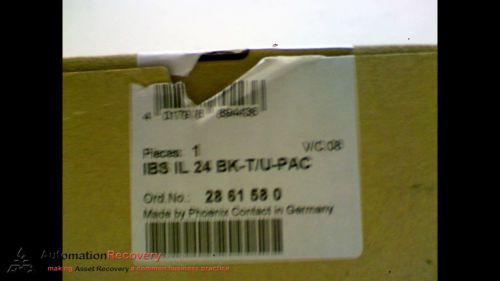 Pieces: 1 V/C:08
IBS IL 24 BK-T/U-PAC
Ord.No.: 28 61 58 0
Made by Phoenix Contact in Germany
AutomationRecovery
making Asset Recovery a common business practice